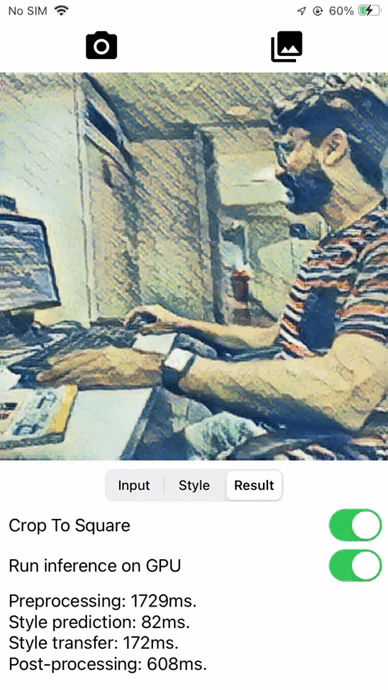 No SIM 60%
Input Style Result
Crop To Square
Run inference on GPU
Preprocessing: 1729ms.
Style prediction: 82ms.
Style transfer: 172ms.
Post-processing: 608ms.